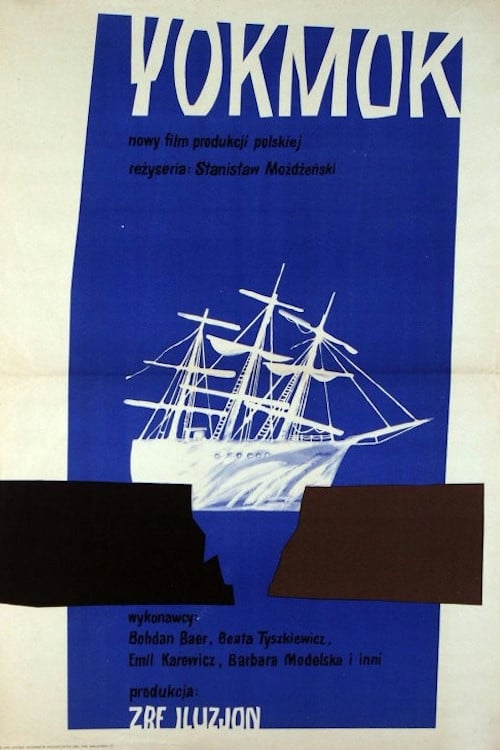 YOKMOK
nowy film produkcji polskiej
reżyseria: Stanisław Możdżeński
wykonawcy:
Bohdan Baer, Beata Tyszkiewicz,
Emil Karewicz, Barbara Modelska i inni
produkcja:
ZRF ILUZJON